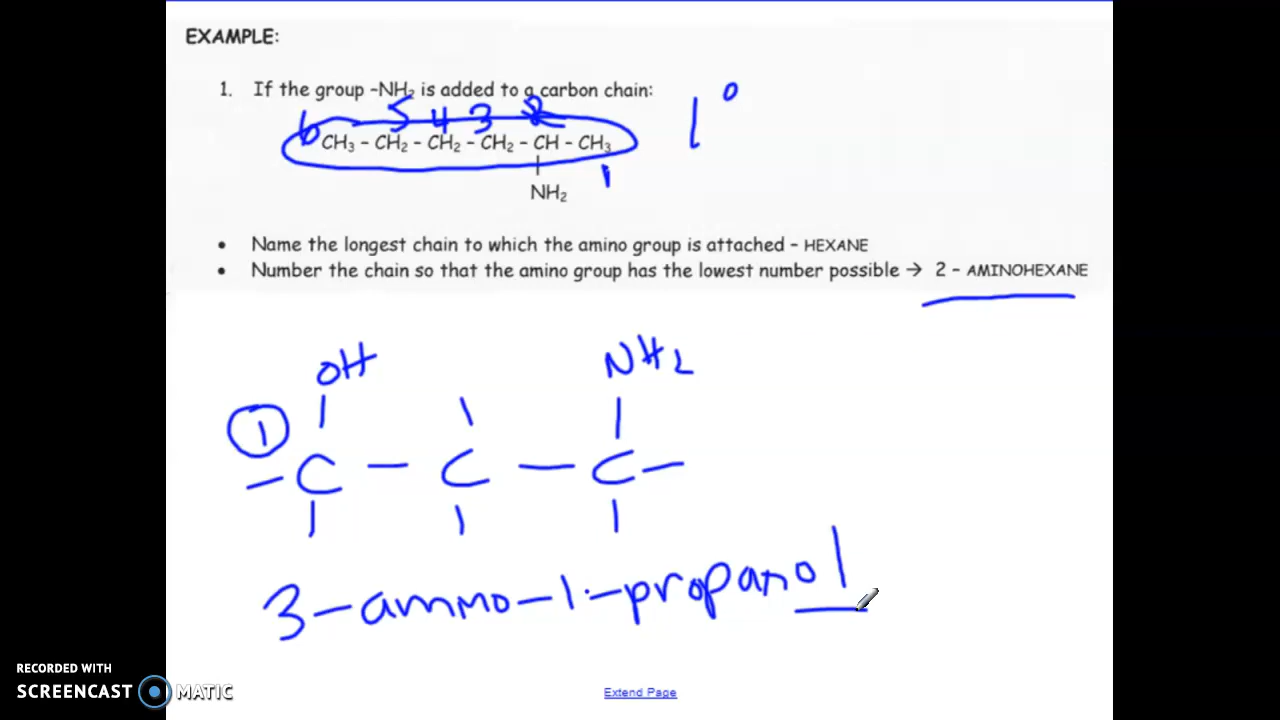 EXAMPLE:
1. If the group -NH₂ is added to a carbon chain:
1°
6 5 4 3 2
CH₃ - CH₂ - CH₂ - CH₂ - CH - CH₃
1
NH₂
• Name the longest chain to which the amino group is attached - HEXANE
• Number the chain so that the amino group has the lowest number possible → 2 - AMINOHEXANE
OH NH₂
1
- C - C - C -
3-amino-1-propanol
RECORDED WITH
SCREENCAST MATIC
Extend Page